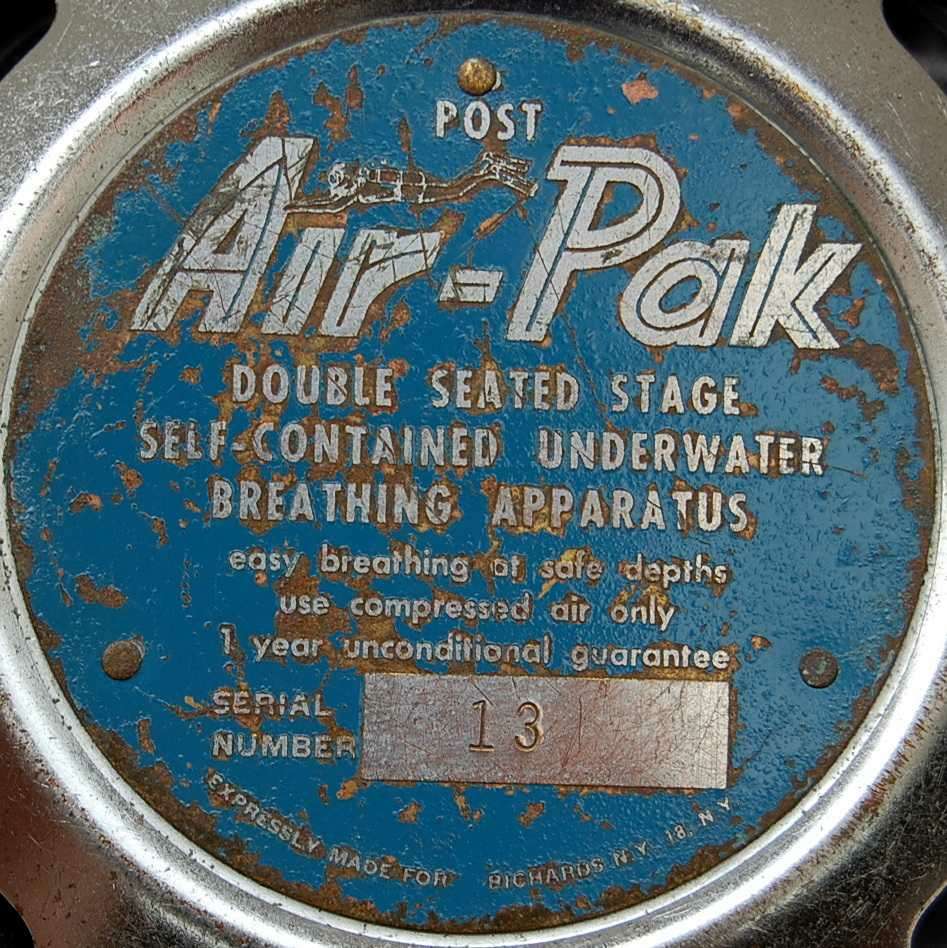 POST
Air-Pak
DOUBLE SEATED STAGE
SELF-CONTAINED UNDERWATER
BREATHING APPARATUS
easy breathing at safe depths
use compressed air only
1 year unconditional guarantee
SERIAL
NUMBER 13
EXPRESSLY MADE FOR RICHARDS N.Y. 18, N.Y.